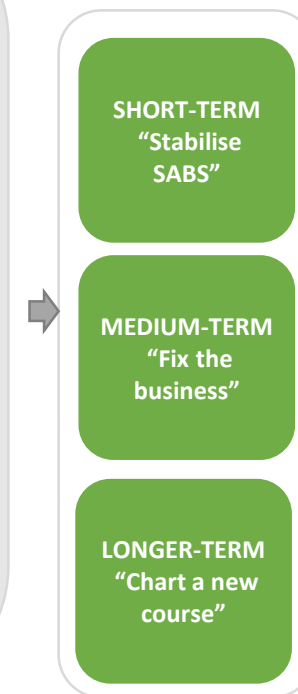 SHORT-TERM
“Stabilise
SABS”
MEDIUM-TERM
“Fix the
business”
LONGER-TERM
“Chart a new
course”